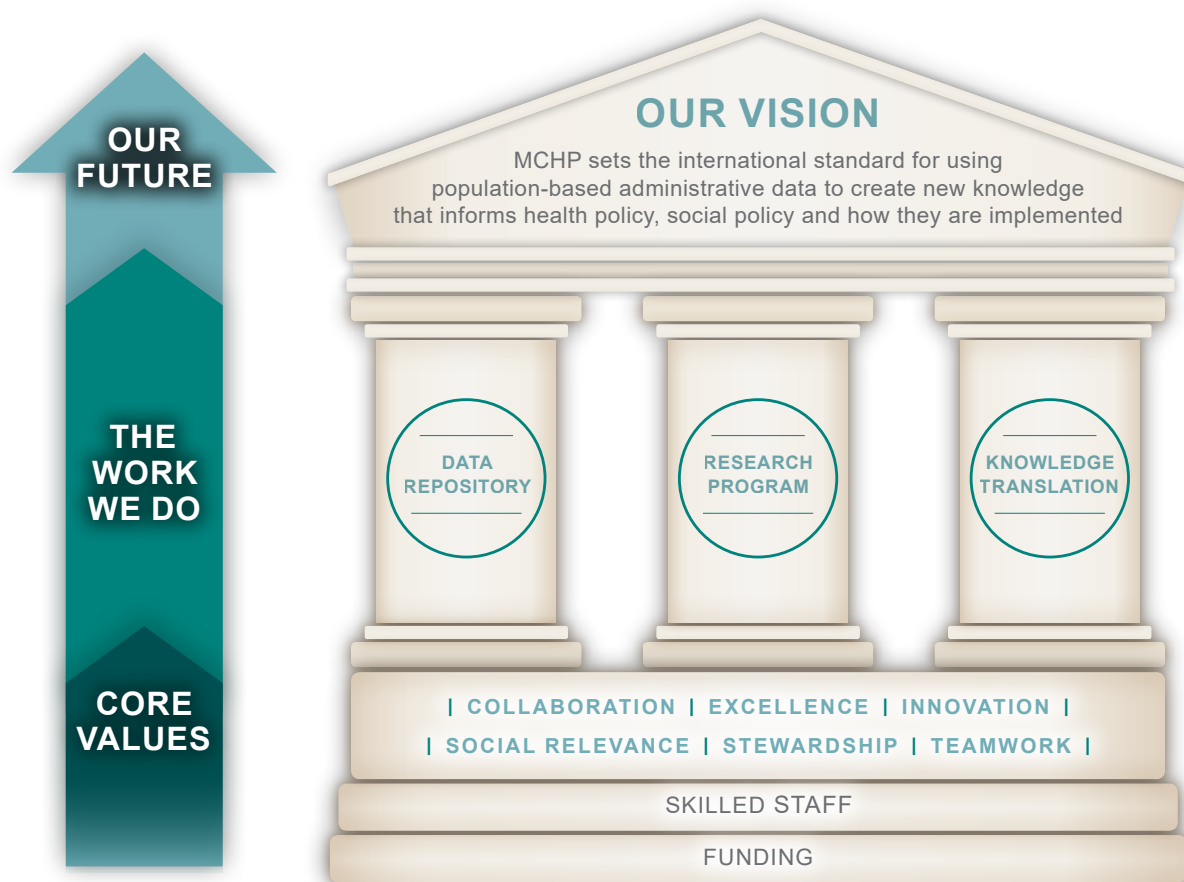 OUR
FUTURE
THE
WORK
WE DO
CORE
VALUES
OUR VISION
MCHP sets the international standard for using
population-based administrative data to create new knowledge
that informs health policy, social policy and how they are implemented
DATA
REPOSITORY
RESEARCH
PROGRAM
KNOWLEDGE
TRANSLATION
| COLLABORATION | EXCELLENCE | INNOVATION |
| SOCIAL RELEVANCE | STEWARDSHIP | TEAMWORK |
SKILLED STAFF
FUNDING